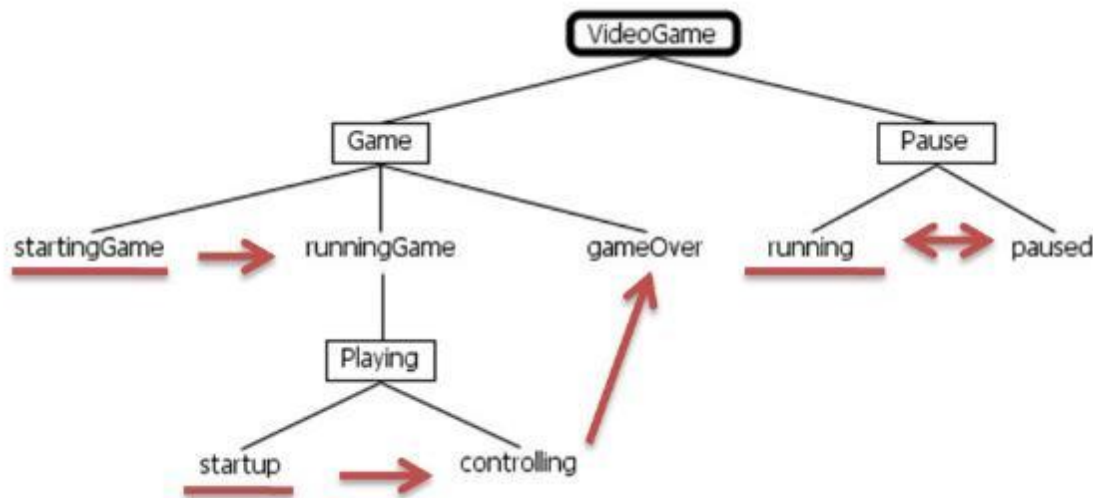 VideoGame
Game
Pause
startingGame
runningGame
gameOver
running
paused
Playing
startup
controlling